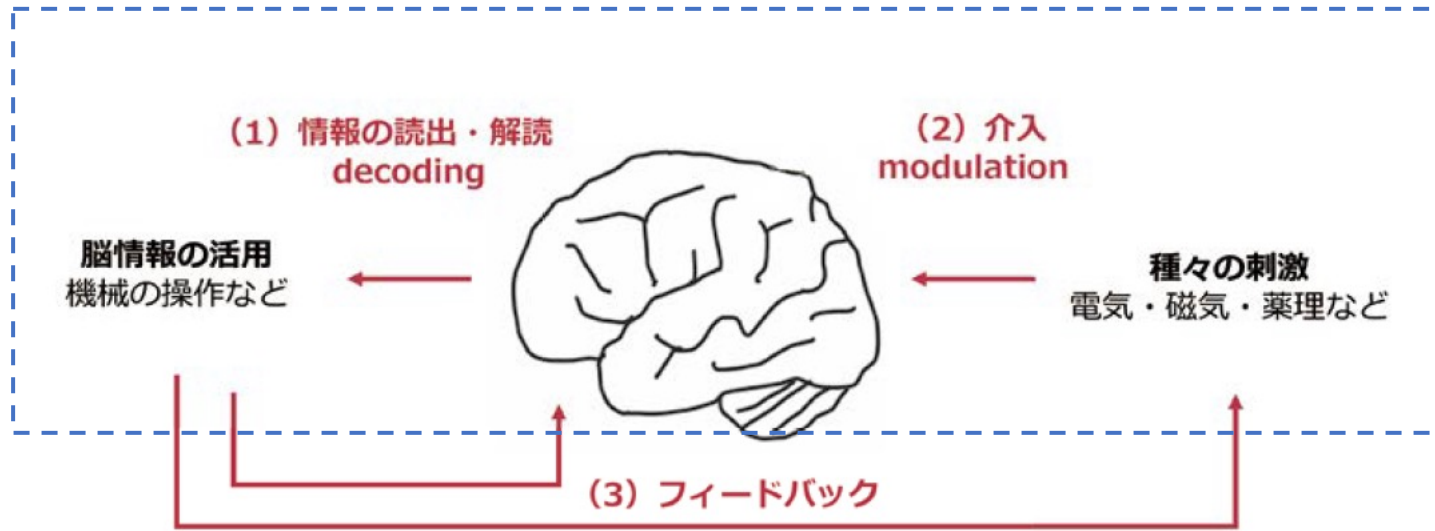 （1）情報の読出・解読
decoding
（2）介入
modulation
脳情報の活用
機械の操作など
種々の刺激
電気・磁気・薬理など
（3）フィードバック